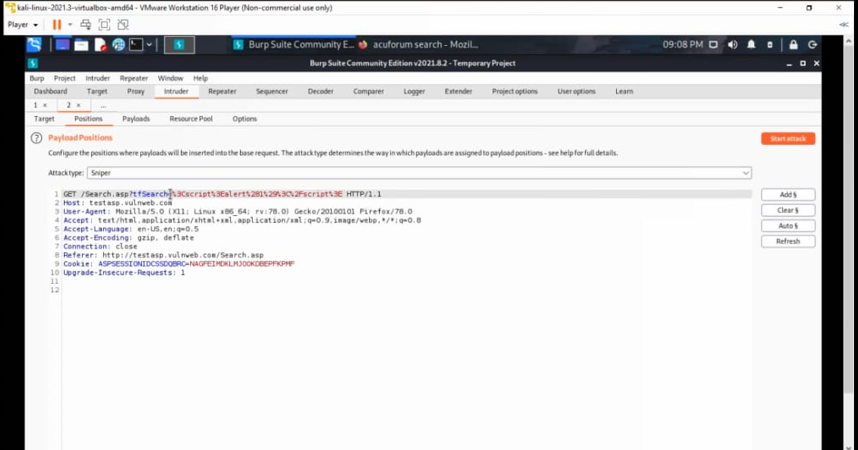 kali-linux-2021.3-virtualbox-amd64 - VMware Workstation 16 Player (Non-commercial use only)
Player
Burp Suite Community E... acuforum search - Mozil... 09:08 PM
Burp Suite Community Edition v2021.8.2 - Temporary Project
Burp Project Intruder Repeater Window Help
Dashboard Target Proxy Intruder Repeater Sequencer Decoder Comparer Logger Extender Project options User options Learn
1 × 2 × ...
Target Positions Payloads Resource Pool Options
Payload Positions
Start attack
Configure the positions where payloads will be inserted into the base request. The attack type determines the way in which payloads are assigned to payload positions - see help for full details.
Attack type: Sniper
1 GET /Search.asp?tfSearch=%3Cscript%3Ealert%281%29%3C%2Fscript%3E HTTP/1.1
2 Host: testasp.vulnweb.com
3 User-Agent: Mozilla/5.0 (X11; Linux x86_64; rv:78.0) Gecko/20100101 Firefox/78.0
4 Accept: text/html,application/xhtml+xml,application/xml;q=0.9,image/webp,*/*;q=0.8
5 Accept-Language: en-US,en;q=0.5
6 Accept-Encoding: gzip, deflate
7 Connection: close
8 Referer: http://testasp.vulnweb.com/Search.asp
9 Cookie: ASPSESSIONIDCSSDQBRC=NAGFEIMDKLMJOOKDBEPFKPMF
10 Upgrade-Insecure-Requests: 1
11
12
Add §
Clear §
Auto §
Refresh